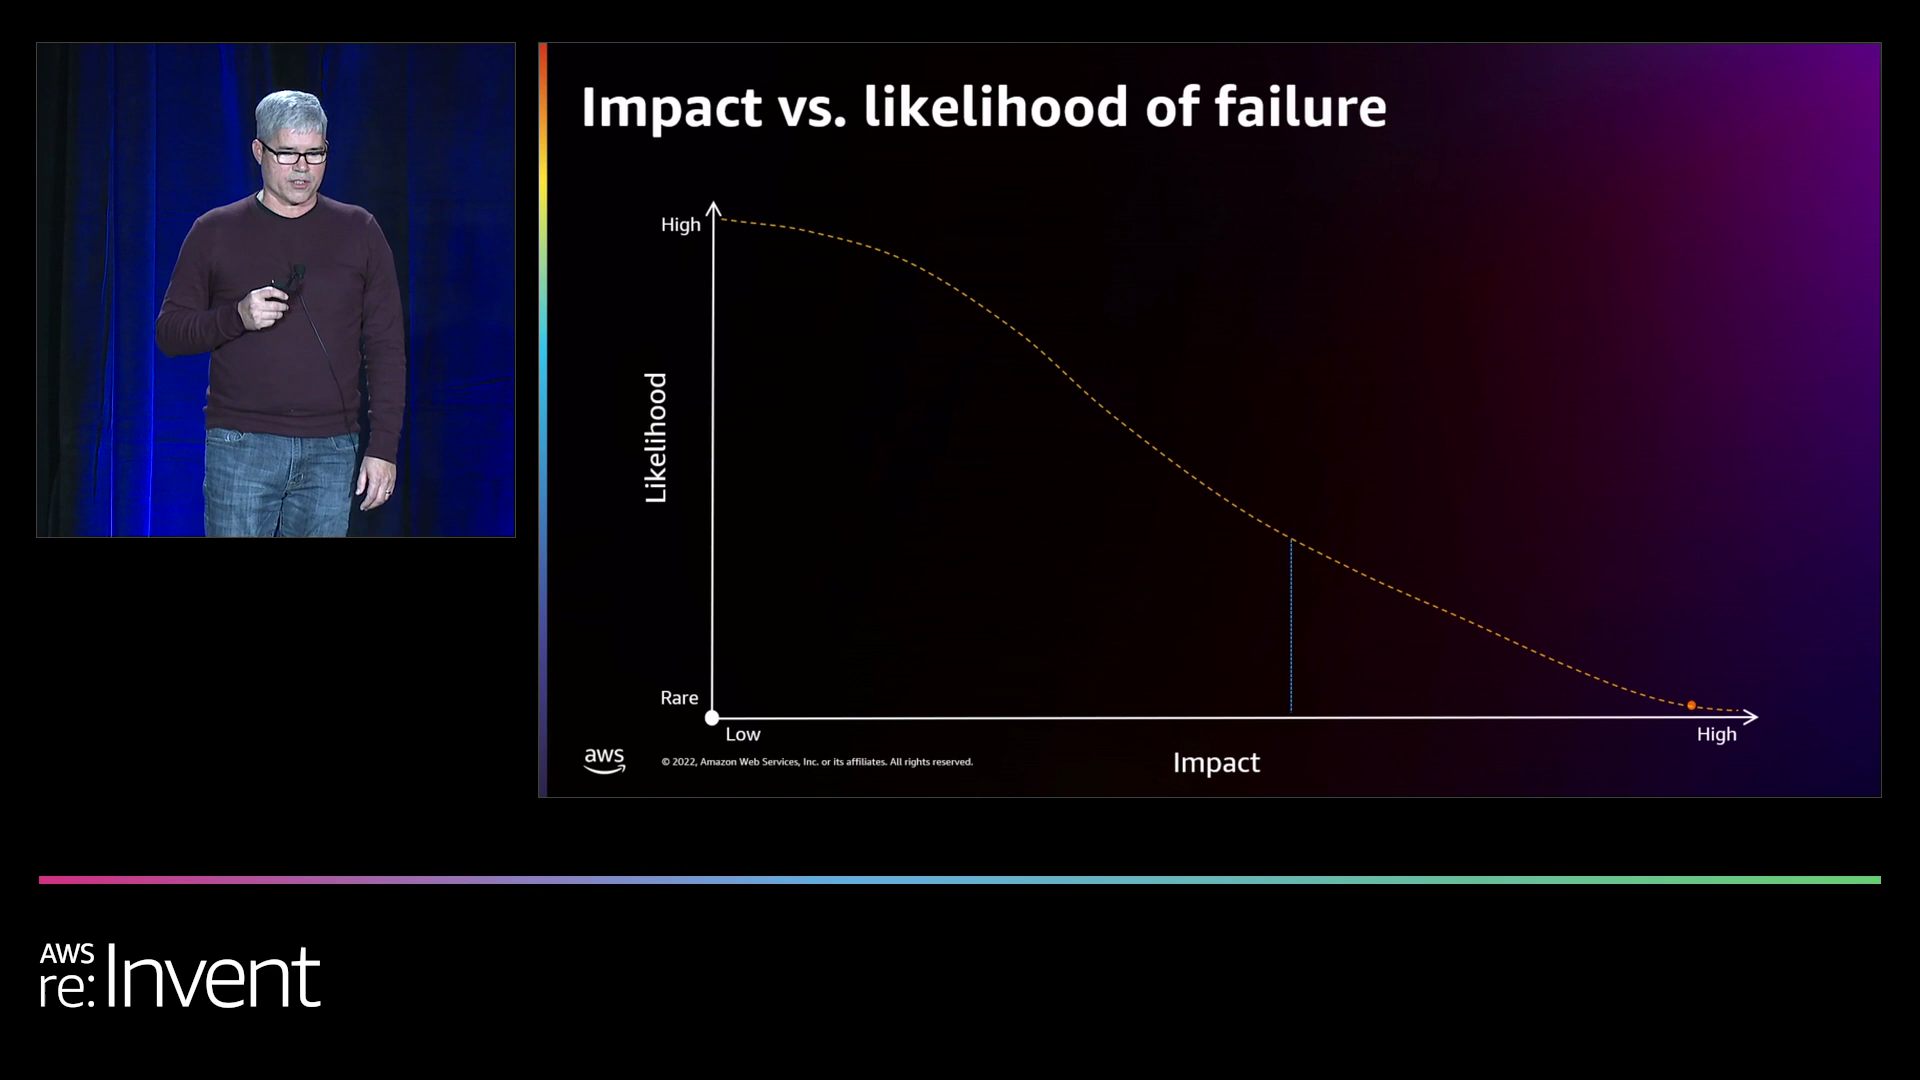 Impact vs. likelihood of failure
High
Likelihood
Rare
Low
High
Impact
aws
© 2022, Amazon Web Services, Inc. or its affiliates. All rights reserved.
AWS
re:Invent